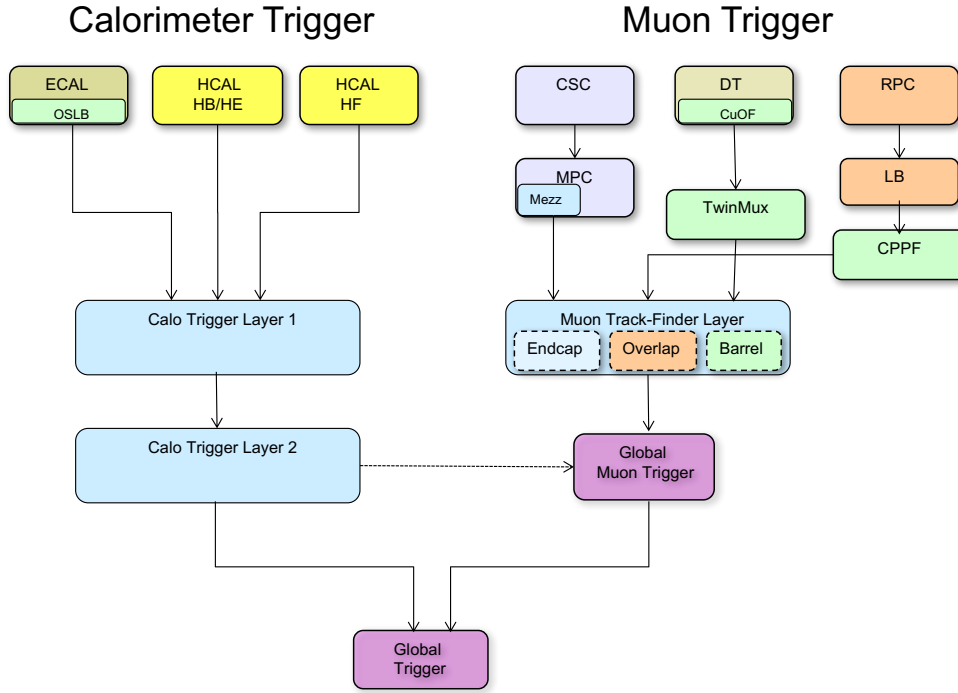 Calorimeter Trigger
Muon Trigger
ECAL
OSLB
HCAL
HB/HE
HCAL
HF
CSC
DT
CuOF
RPC
MPC
Mezz
LB
TwinMux
CPPF
Calo Trigger Layer 1
Muon Track-Finder Layer
Endcap
Overlap
Barrel
Calo Trigger Layer 2
Global
Muon Trigger
Global
Trigger